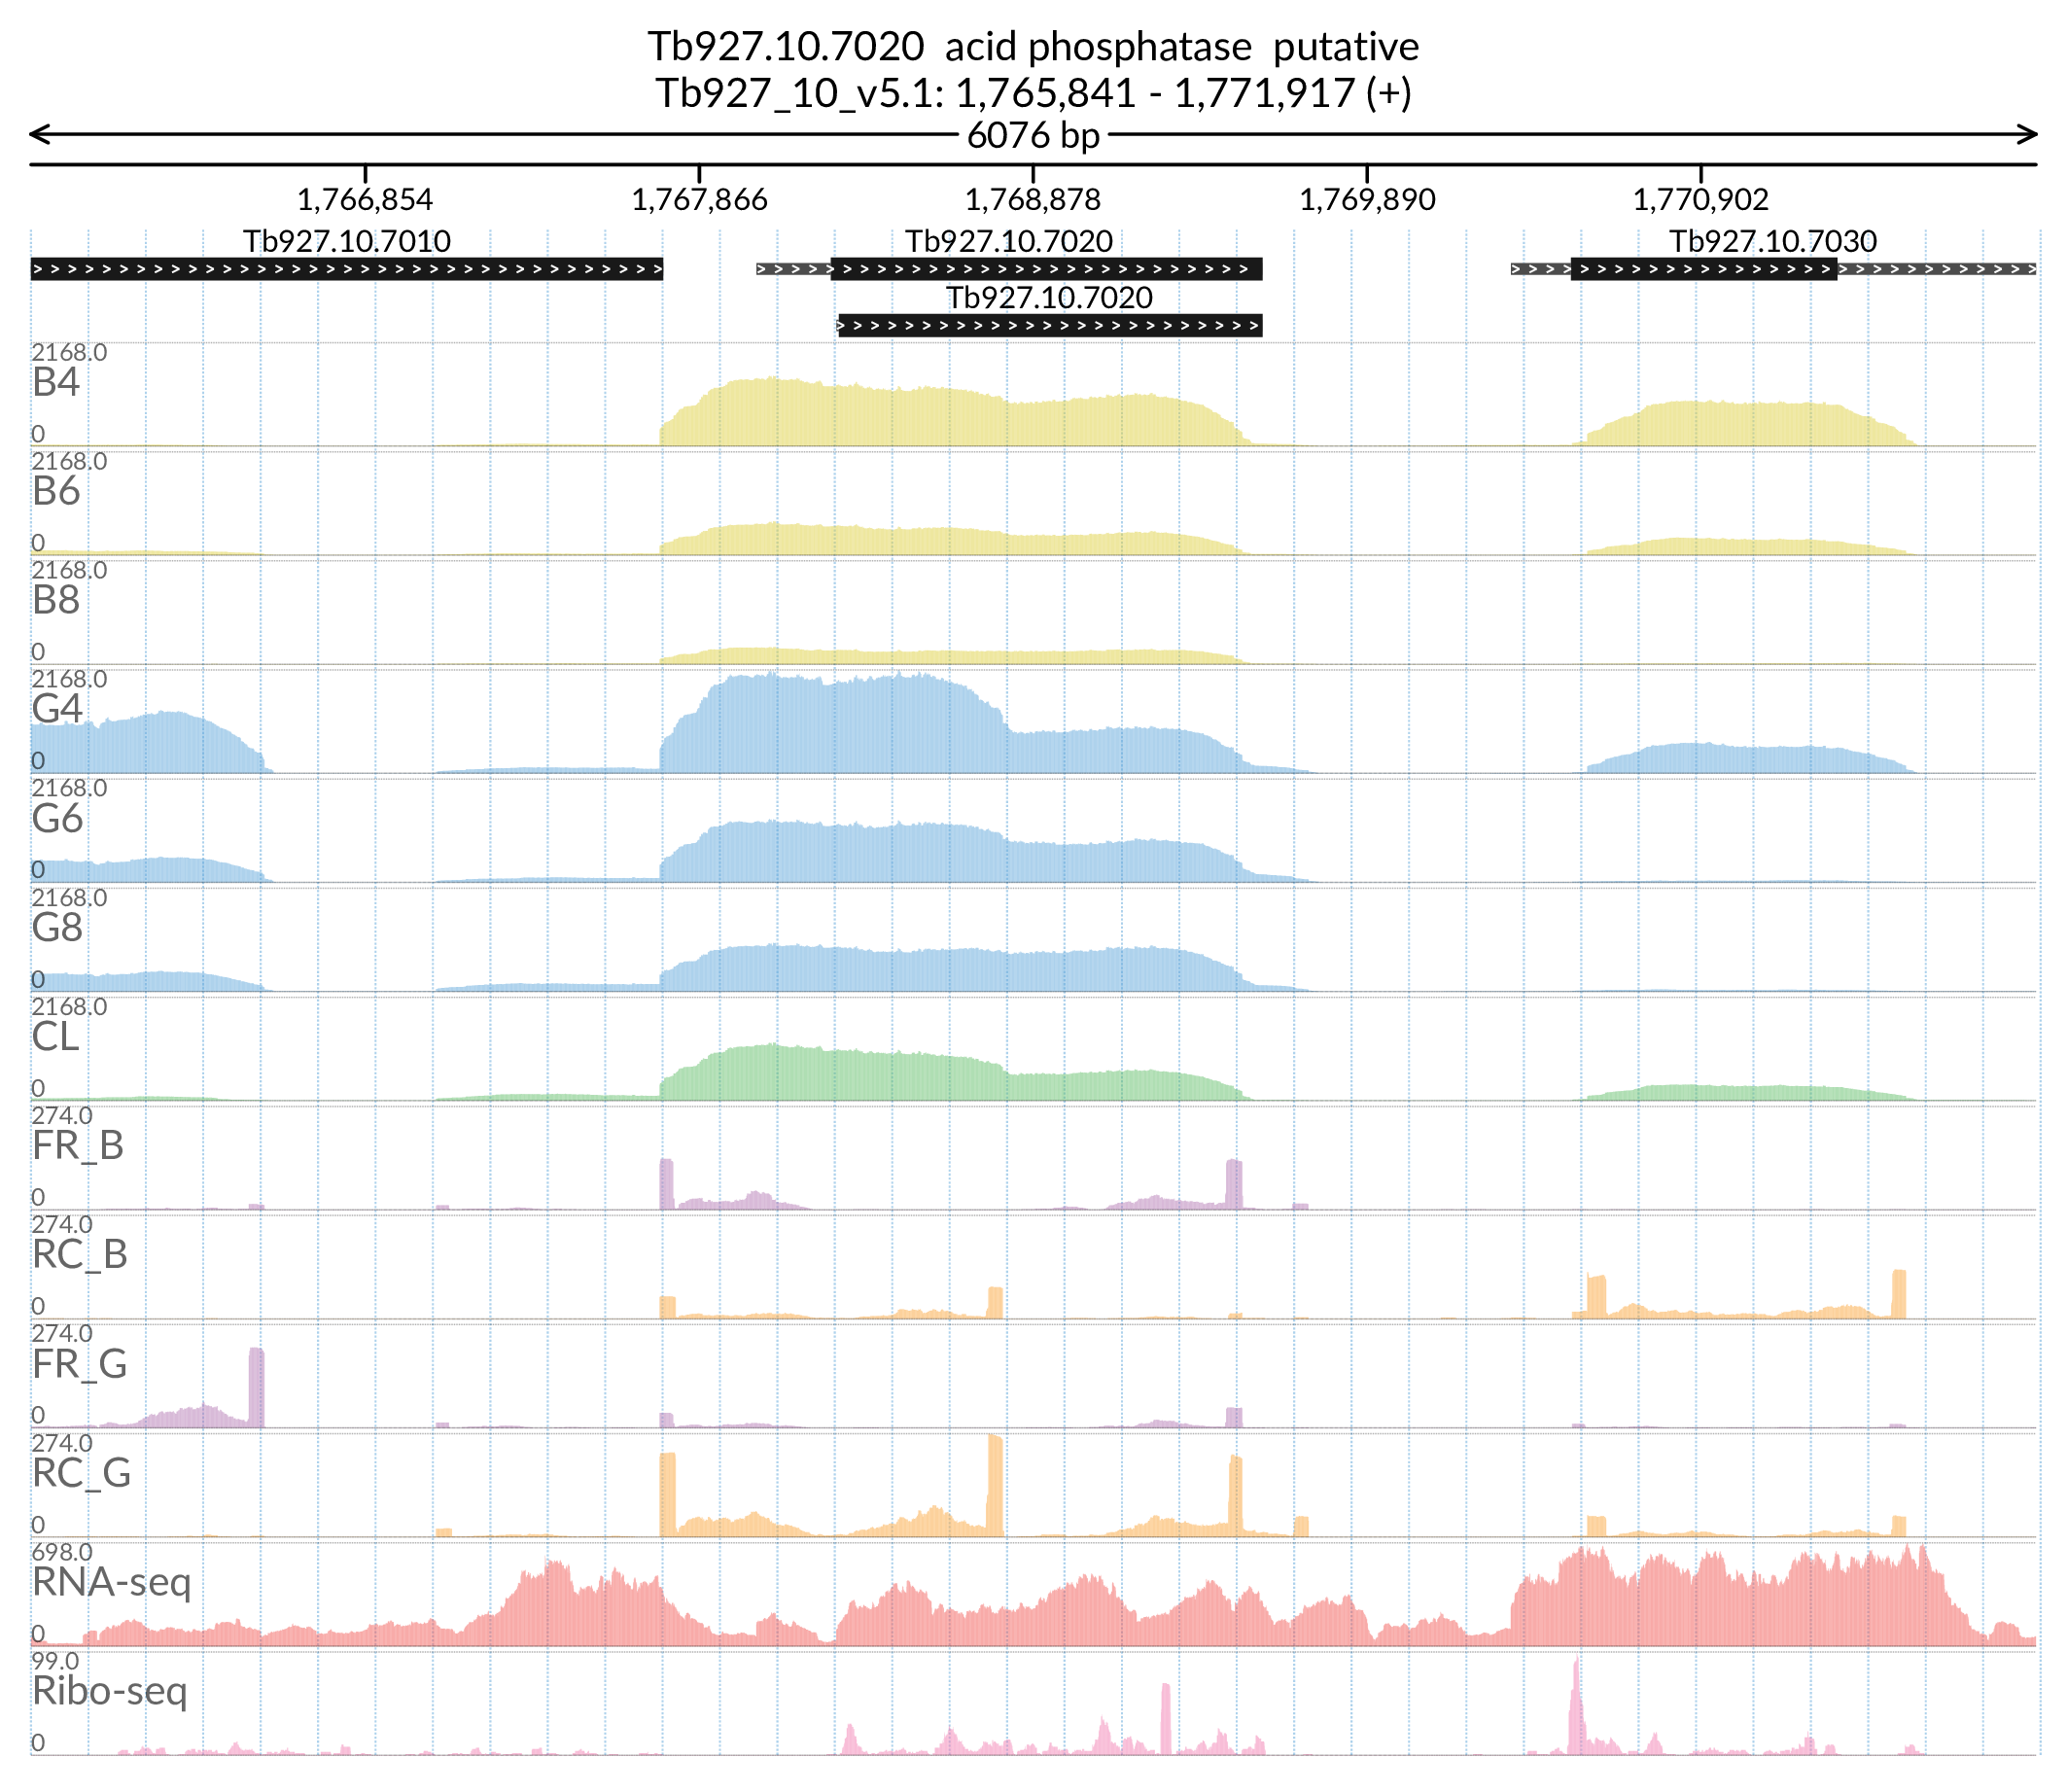 Tb927.10.7020 acid phosphatase putative
Tb927_10_v5.1: 1,765,841 - 1,771,917 (+)
6076 bp
1,766,854 1,767,866 1,768,878 1,769,890 1,770,902
Tb927.10.7010 Tb927.10.7020 Tb927.10.7030
Tb927.10.7020
2168.0
B4
0
2168.0
B6
0
2168.0
B8
0
2168.0
G4
0
2168.0
G6
0
2168.0
G8
0
2168.0
CL
0
274.0
FR_B
0
274.0
RC_B
0
274.0
FR_G
0
274.0
RC_G
0
698.0
RNA-seq
0
99.0
Ribo-seq
0